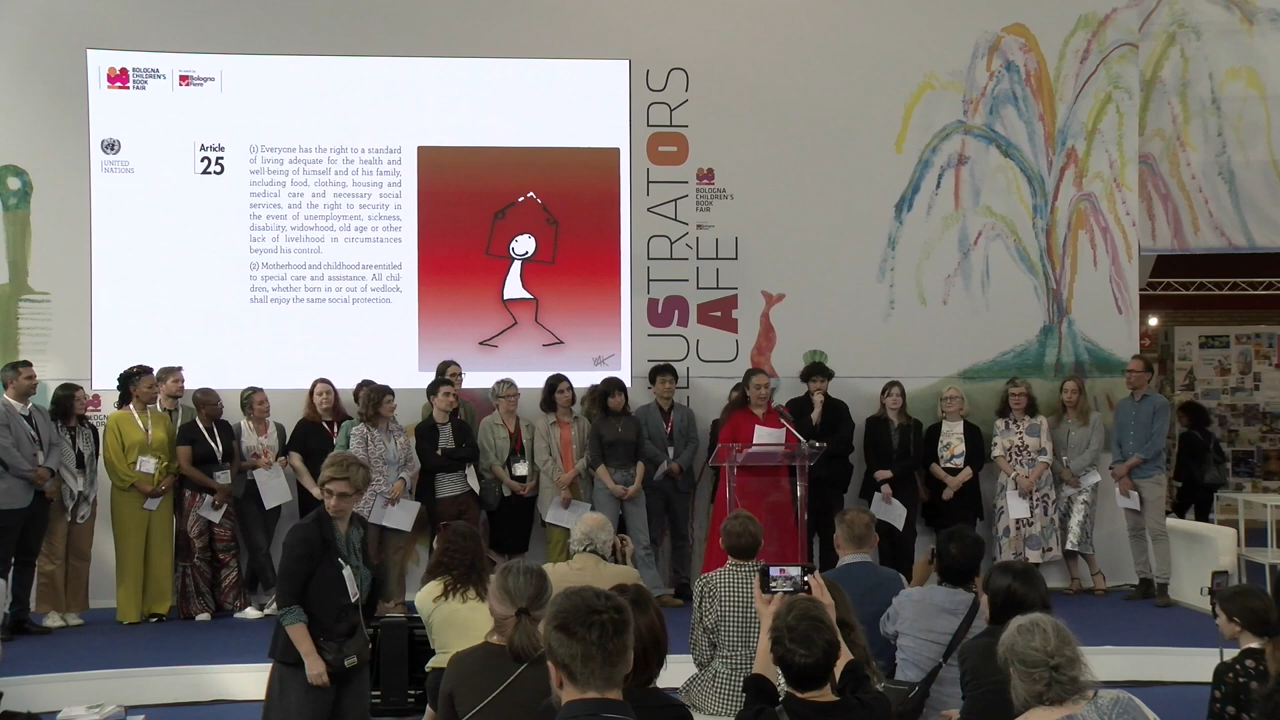 BOLOGNA
CHILDREN'S
BOOK
FAIR
Bologna
Fiere
UNITED
NATIONS
Article
25
(1) Everyone has the right to a standard
of living adequate for the health and
well-being of himself and of his family,
including food, clothing, housing and
medical care and necessary social
services, and the right to security in
the event of unemployment, sickness,
disability, widowhood, old age or other
lack of livelihood in circumstances
beyond his control.
(2) Motherhood and childhood are entitled
to special care and assistance. All chil-
dren, whether born in or out of wedlock,
shall enjoy the same social protection.
LUSTRATORS
CAFÉ
BOLOGNA
CHILDREN'S
BOOK
FAIR